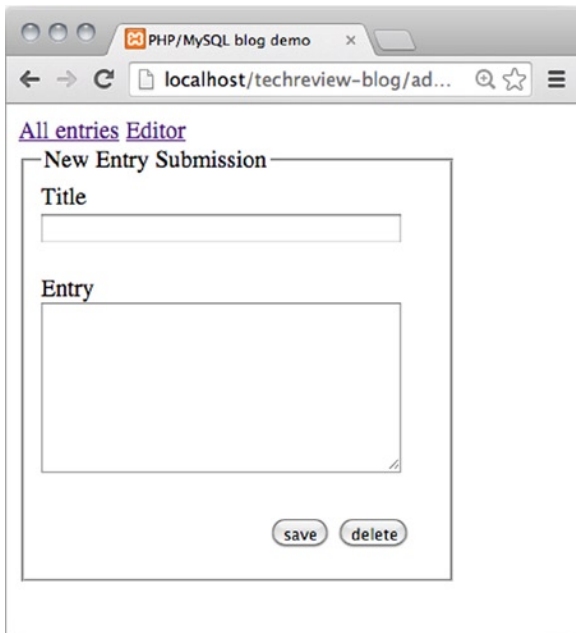 PHP/MySQL blog demo
localhost/techreview-blog/ad...
All entries Editor
New Entry Submission
Title
Entry
save delete